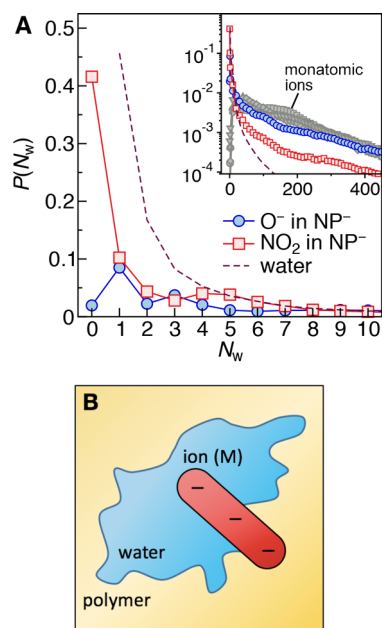 A
0.5
0.4
0.3
0.2
0.1
0
P(Nw)
0 1 2 3 4 5 6 7 8 9 10
Nw
10⁻¹
10⁻²
10⁻³
10⁻⁴
0 200 400
monatomic
ions
O⁻ in NP⁻
NO₂ in NP⁻
water
B
ion (M)
−
−
−
water
polymer